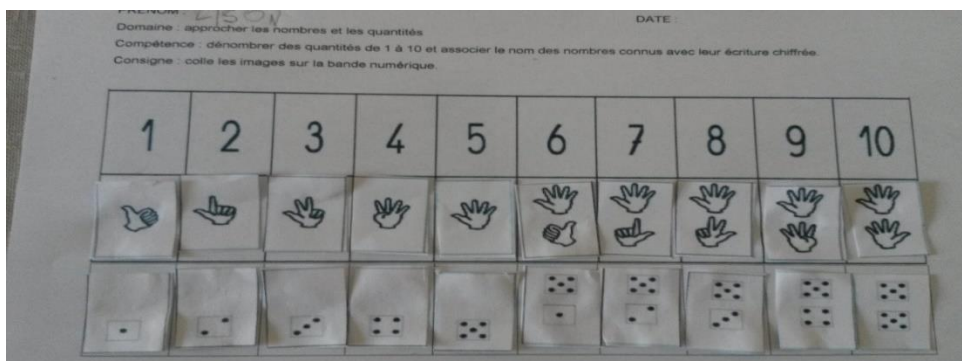 PRENOM : LISON
DATE :
Domaine : approcher les nombres et les quantités
Compétence : dénombrer des quantités de 1 à 10 et associer le nom des nombres connus avec leur écriture chiffrée.
Consigne : colle les images sur la bande numérique.
1 2 3 4 5 6 7 8 9 10